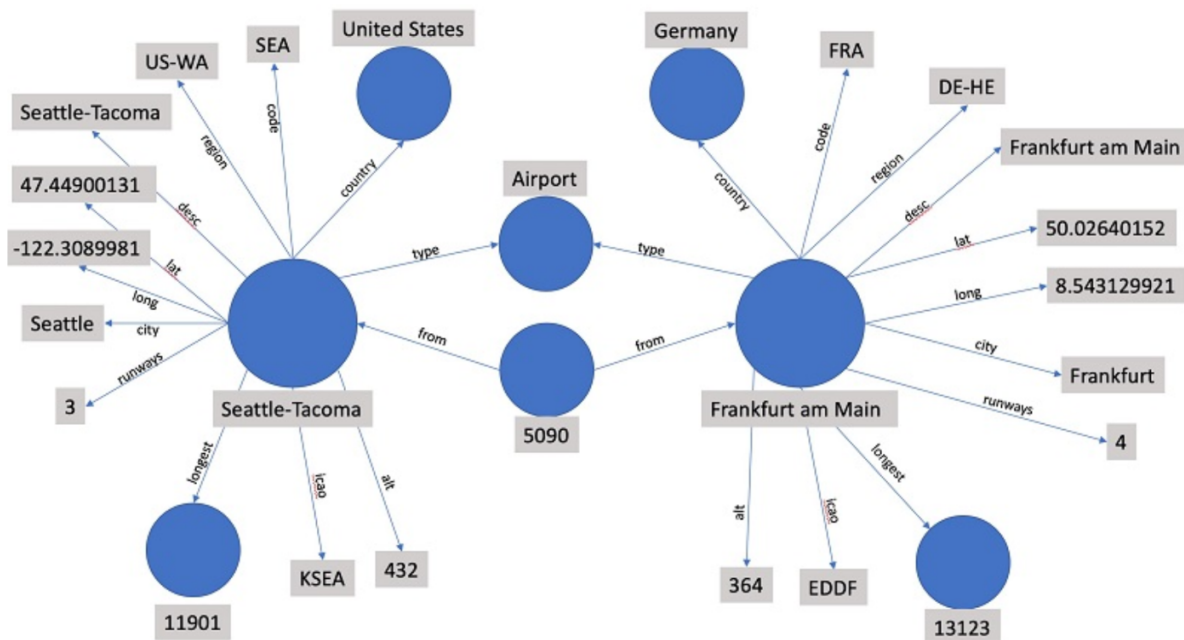 United States
SEA
US-WA
Seattle-Tacoma
47.44900131
-122.3089981
Seattle
3
code
region
country
desc
lat
long
city
runways
type
from
Seattle-Tacoma
longest
icao
alt
11901
KSEA
432
Airport
5090
Germany
FRA
DE-HE
Frankfurt am Main
50.02640152
8.543129921
Frankfurt
4
country
code
region
desc
lat
long
city
runways
type
from
Frankfurt am Main
alt
icao
longest
364
EDDF
13123